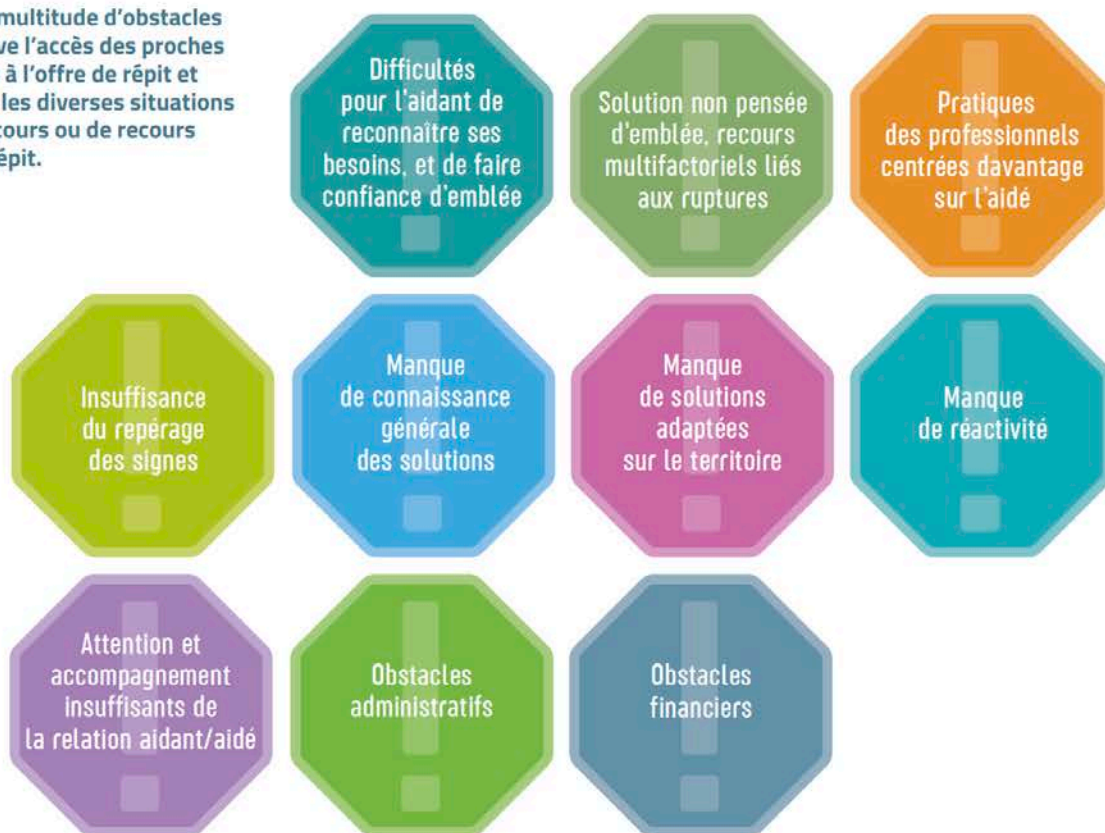 multitude d'obstacles
ve l'accès des proches
à l'offre de répit et
les diverses situations
cours ou de recours
épit.
Difficultés
pour l'aidant de
reconnaître ses
besoins, et de faire
confiance d'emblée
Solution non pensée
d'emblée, recours
multifactoriels liés
aux ruptures
Pratiques
des professionnels
centrées davantage
sur l'aidé
Insuffisance
du repérage
des signes
Manque
de connaissance
générale
des solutions
Manque
de solutions
adaptées
sur le territoire
Manque
de réactivité
Attention et
accompagnement
insuffisants de
la relation aidant/aidé
Obstacles
administratifs
Obstacles
financiers